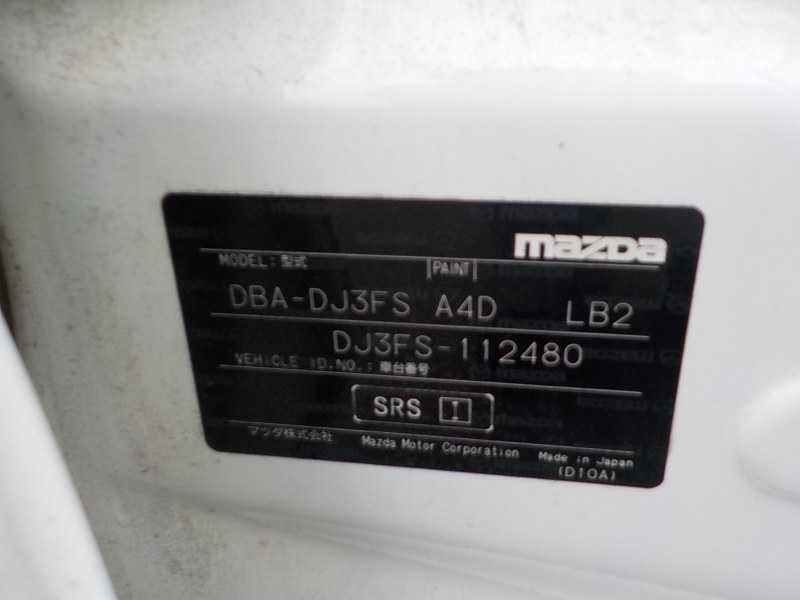 mazda
MODEL:型式 PAINT
DBA-DJ3FS A4D LB2
DJ3FS-112480
VEHICLE ID.NO.:車台番号
SRS I
マツダ株式会社 Mazda Motor Corporation Made in Japan
(D10A)